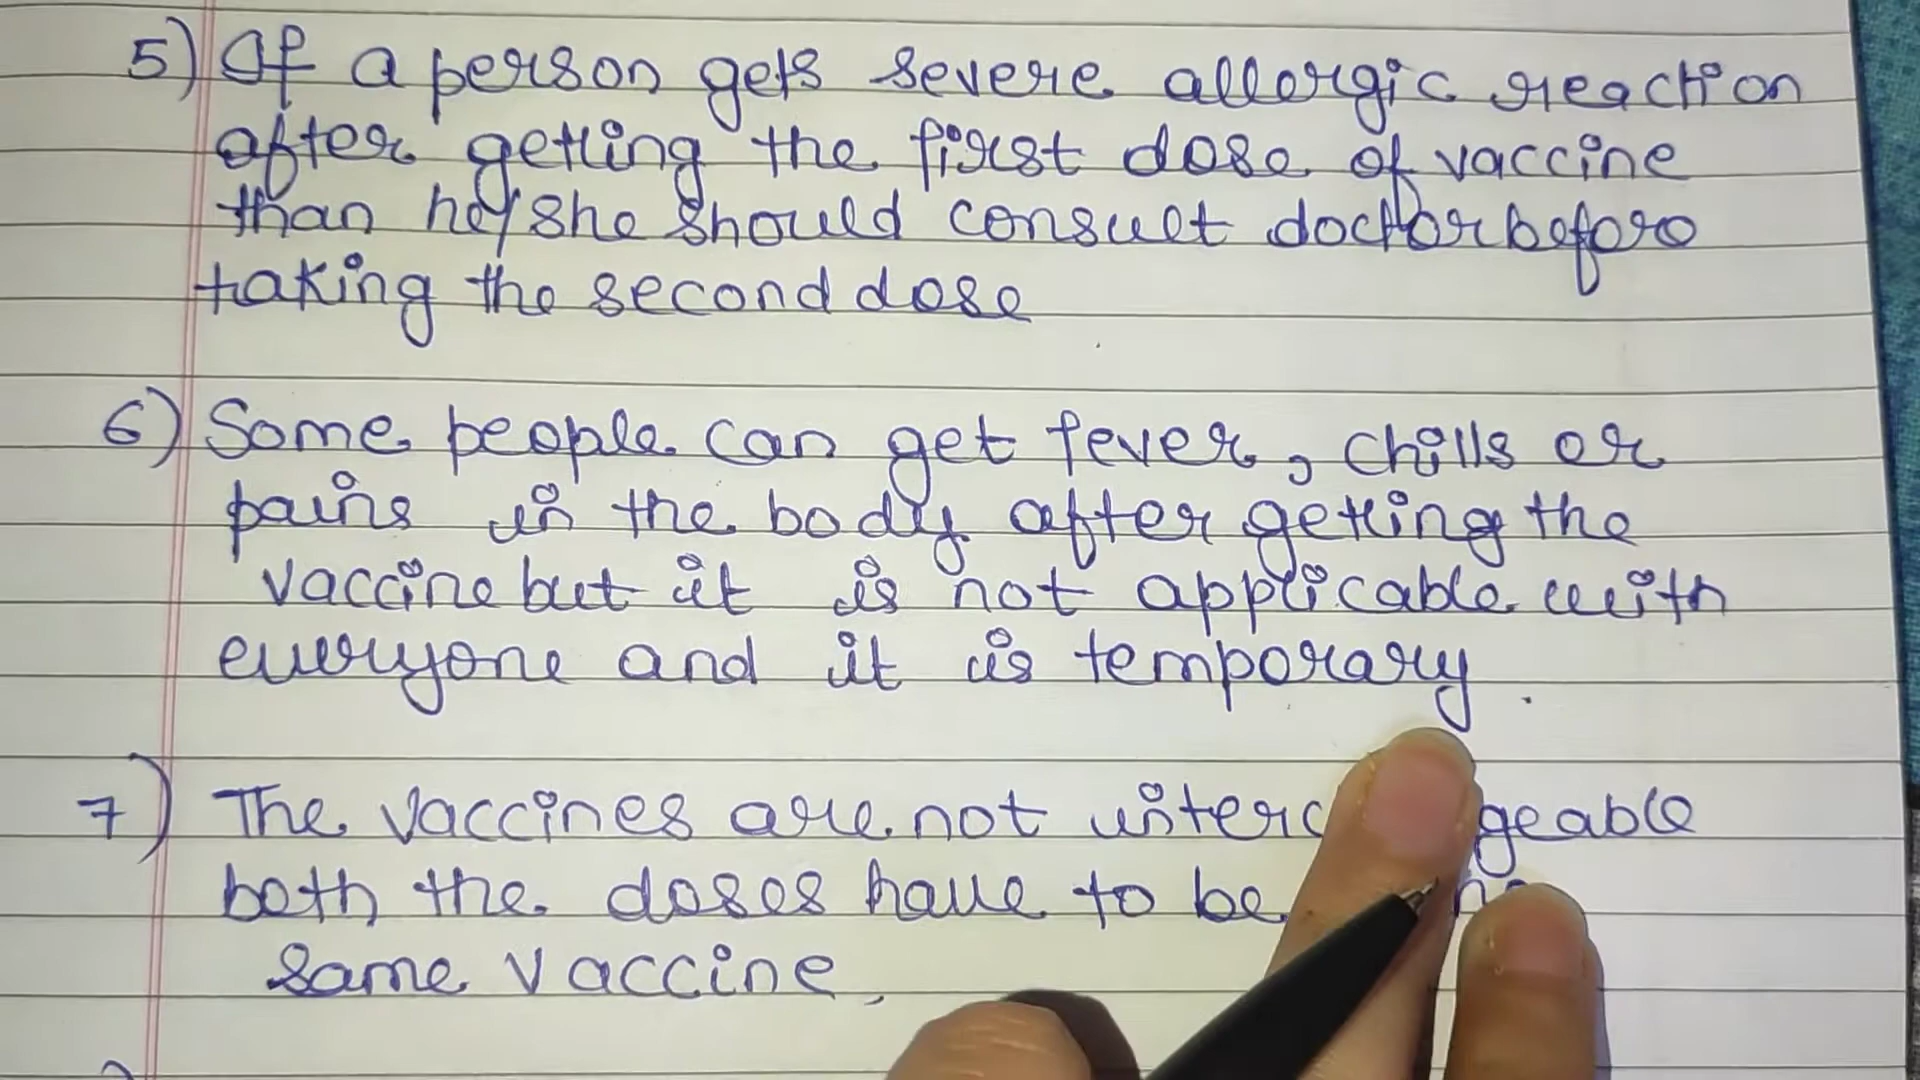 5) If a person gets severe allergic reaction
after getting the first dose of vaccine
than he/she should consult doctor before
taking the second dose
6) Some people can get fever, chills or
pains in the body after getting the
vaccine but it is not applicable with
everyone and it is temporary.
7) The vaccines are not
both the doses have to be
same vaccine.